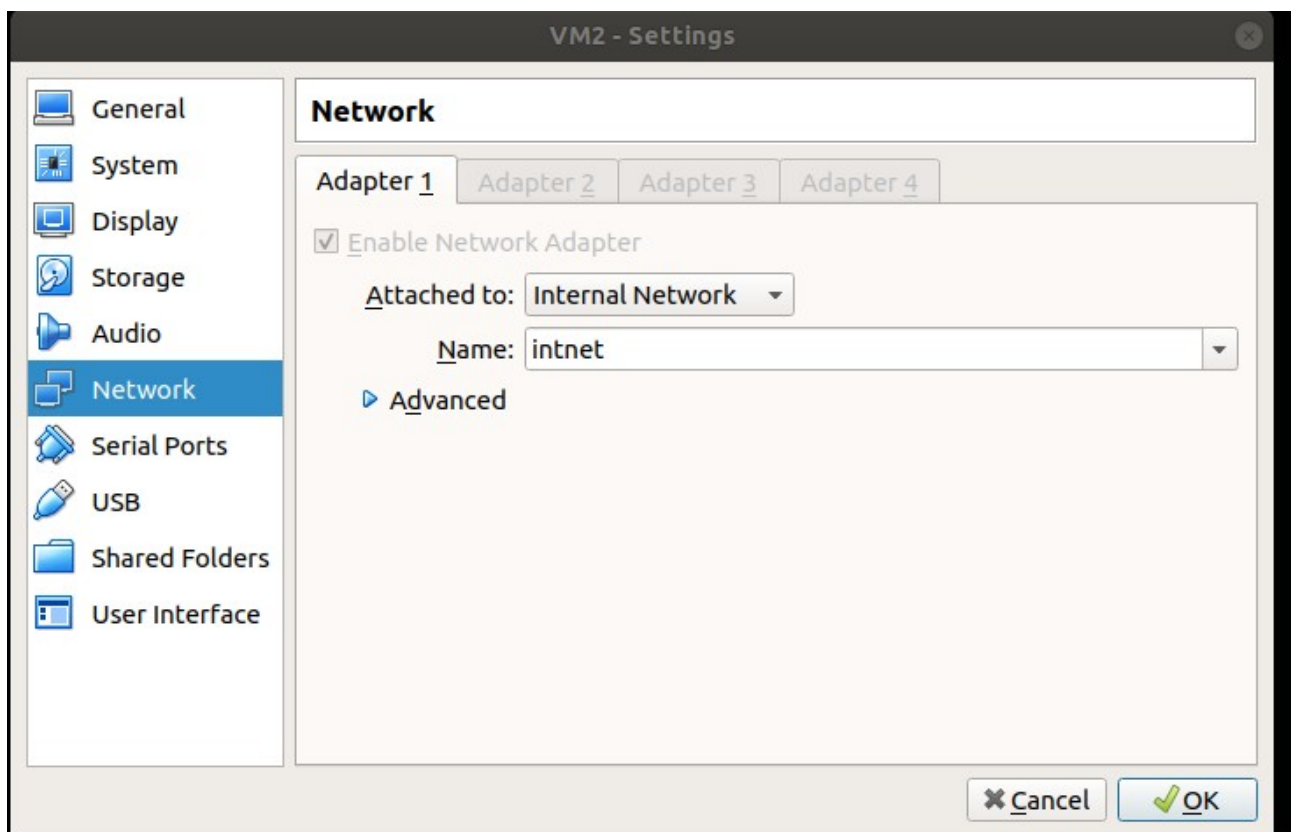 VM2 - Settings
General
System
Display
Storage
Audio
Network
Serial Ports
USB
Shared Folders
User Interface
Network
Adapter 1 Adapter 2 Adapter 3 Adapter 4
Enable Network Adapter
Attached to: Internal Network
Name: intnet
Advanced
Cancel OK